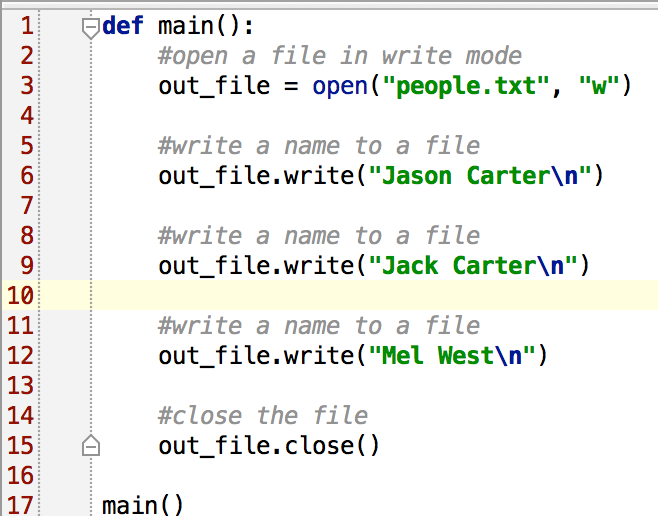 1 def main():
2     #open a file in write mode
3     out_file = open("people.txt", "w")
4
5     #write a name to a file
6     out_file.write("Jason Carter\n")
7
8     #write a name to a file
9     out_file.write("Jack Carter\n")
10
11     #write a name to a file
12     out_file.write("Mel West\n")
13
14     #close the file
15     out_file.close()
16
17 main()